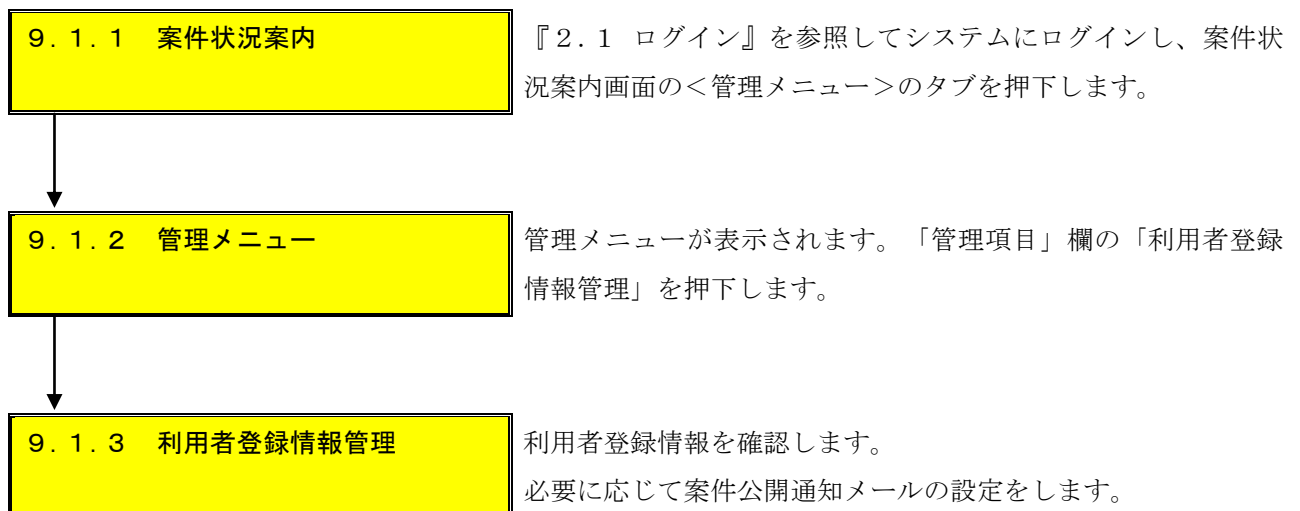 ９．１．１　案件状況案内
『２.１ ログイン』を参照してシステムにログインし、案件状
況案内画面の＜管理メニュー＞のタブを押下します。
９．１．２　管理メニュー
管理メニューが表示されます。「管理項目」欄の「利用者登録
情報管理」を押下します。
９．１．３　利用者登録情報管理
利用者登録情報を確認します。
必要に応じて案件公開通知メールの設定をします。